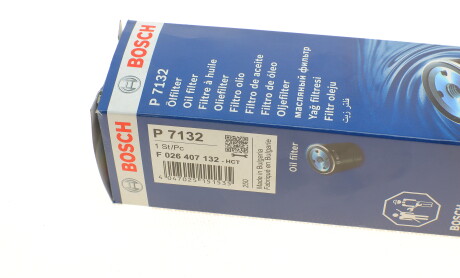 BOSCH
P 7132
Ölfilter
Oil filter
Filtre à huile
Oliefilter
Filtro olio
Filtro de aceite
Filtro de óleo
Oljefilter
масляный фильтр
Yağ filtresi
Filtr oleju
فلتر زيت
BOSCH
P 7132
1 St/Pc
F 026 407 132 -HCT
Made in Bulgaria
Fabriqué en Bulgarie
Oil filter